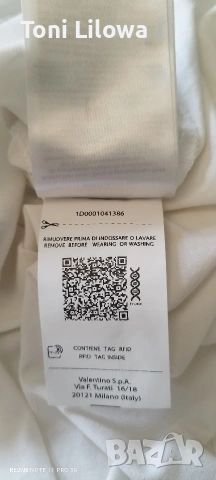 Toni Lilowa
1D0001041386
RIMUOVERE PRIMA DI INDOSSARE O LAVARE
REMOVE BEFORE WEARING OR WASHING
CONTIENE TAG RFID
RFID TAG INSIDE
Valentino S.p.A.
Via F. Turati 16/18
20121 Milano (Italy)
REDMI NOTE 11 PRO 5G
bazar